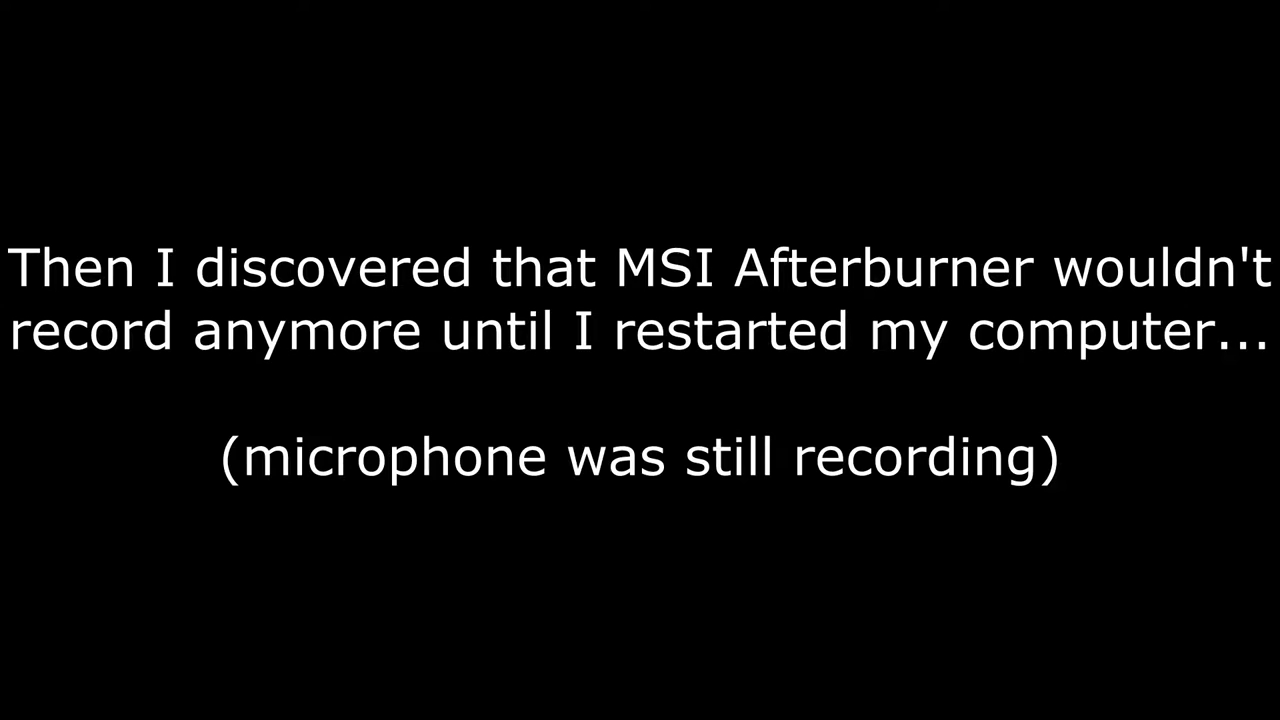 Then I discovered that MSI Afterburner wouldn't
record anymore until I restarted my computer...
(microphone was still recording)